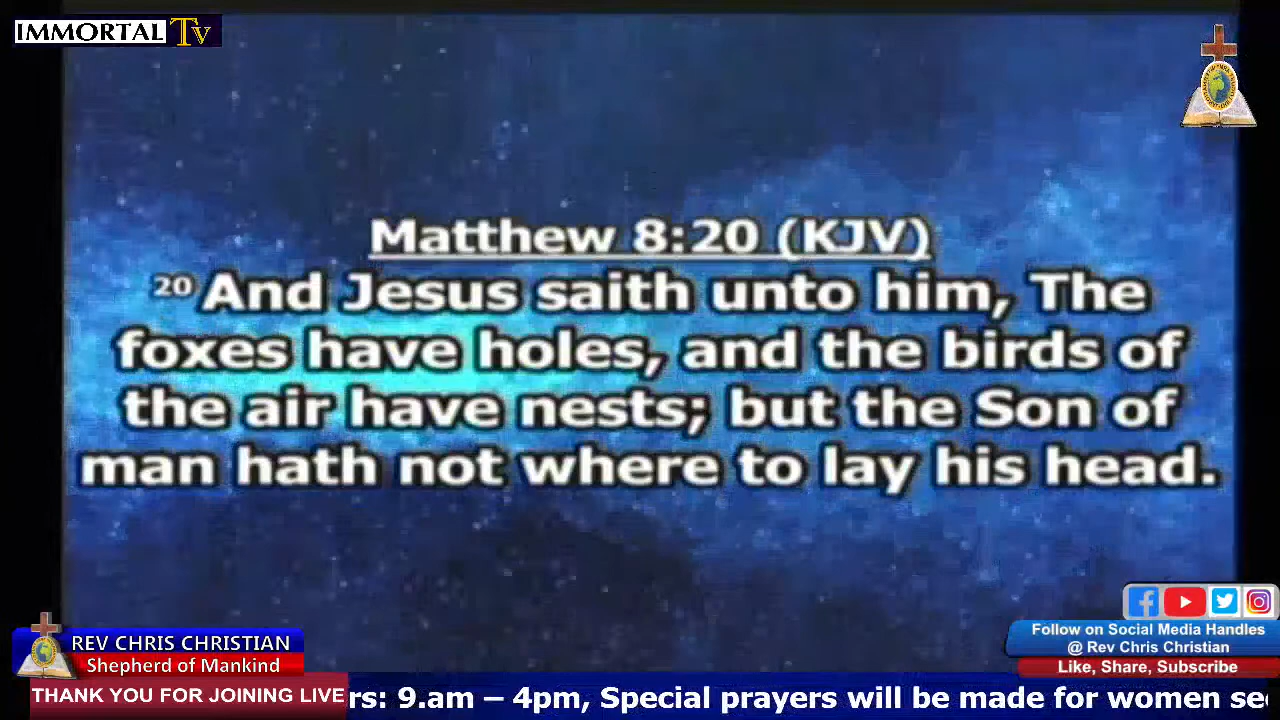 IMMORTAL Tv
Matthew 8:20 (KJV)
20 And Jesus saith unto him, The
foxes have holes, and the birds of
the air have nests; but the Son of
man hath not where to lay his head.
Follow on Social Media Handles
@ Rev Chris Christian
Like, Share, Subscribe
REV CHRIS CHRISTIAN
Shepherd of Mankind
THANK YOU FOR JOINING LIVE
rs: 9.am – 4pm, Special prayers will be made for women